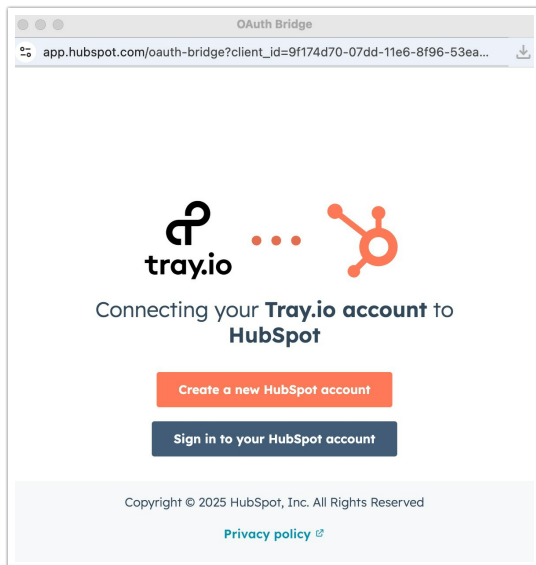 OAuth Bridge
app.hubspot.com/oauth-bridge?client_id=9f174d70-07dd-11e6-8f96-53ea...
tray.io
Connecting your Tray.io account to
HubSpot
Create a new HubSpot account
Sign in to your HubSpot account
Copyright © 2025 HubSpot, Inc. All Rights Reserved
Privacy policy